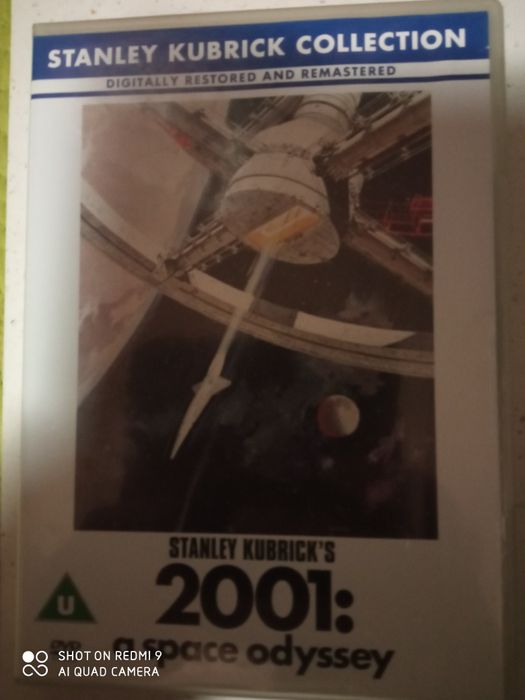 STANLEY KUBRICK COLLECTION
DIGITALLY RESTORED AND REMASTERED
STANLEY KUBRICK'S
2001:
a space odyssey
U
SHOT ON REDMI 9
AI QUAD CAMERA